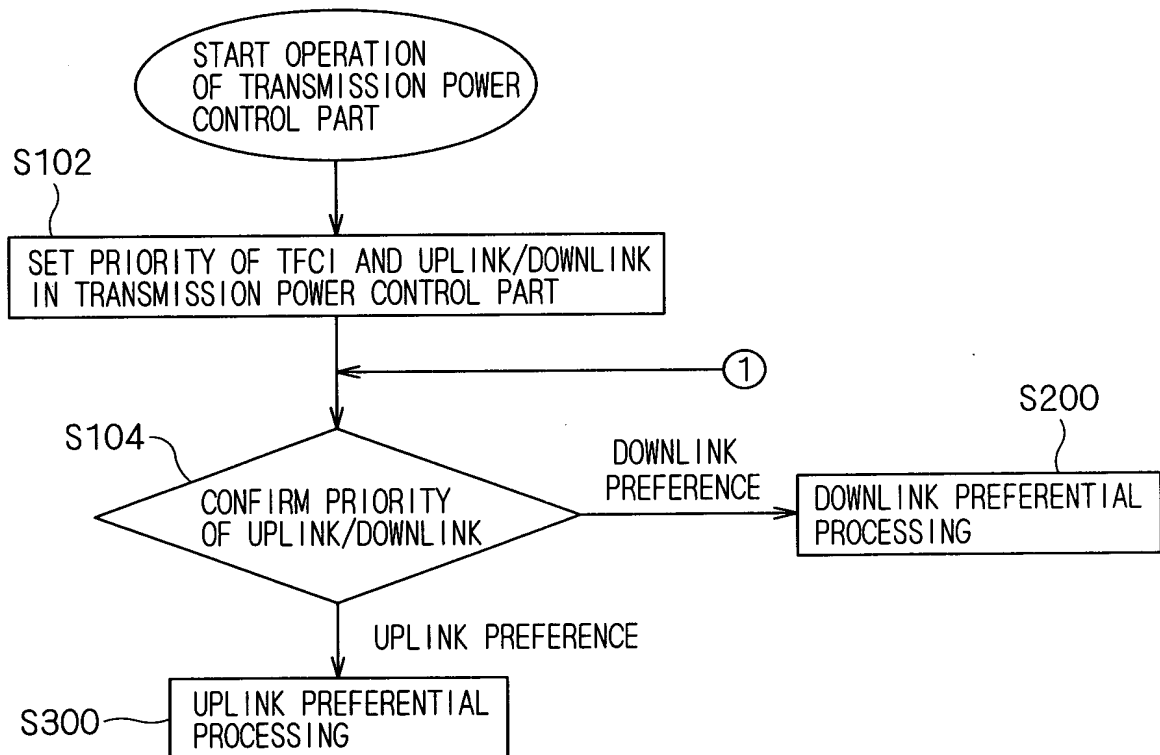 START OPERATION
OF TRANSMISSION POWER
CONTROL PART
S102
SET PRIORITY OF TFCI AND UPLINK/DOWNLINK
IN TRANSMISSION POWER CONTROL PART
1
S104
CONFIRM PRIORITY
OF UPLINK/DOWNLINK
DOWNLINK
PREFERENCE
S200
DOWNLINK PREFERENTIAL
PROCESSING
UPLINK PREFERENCE
S300
UPLINK PREFERENTIAL
PROCESSING